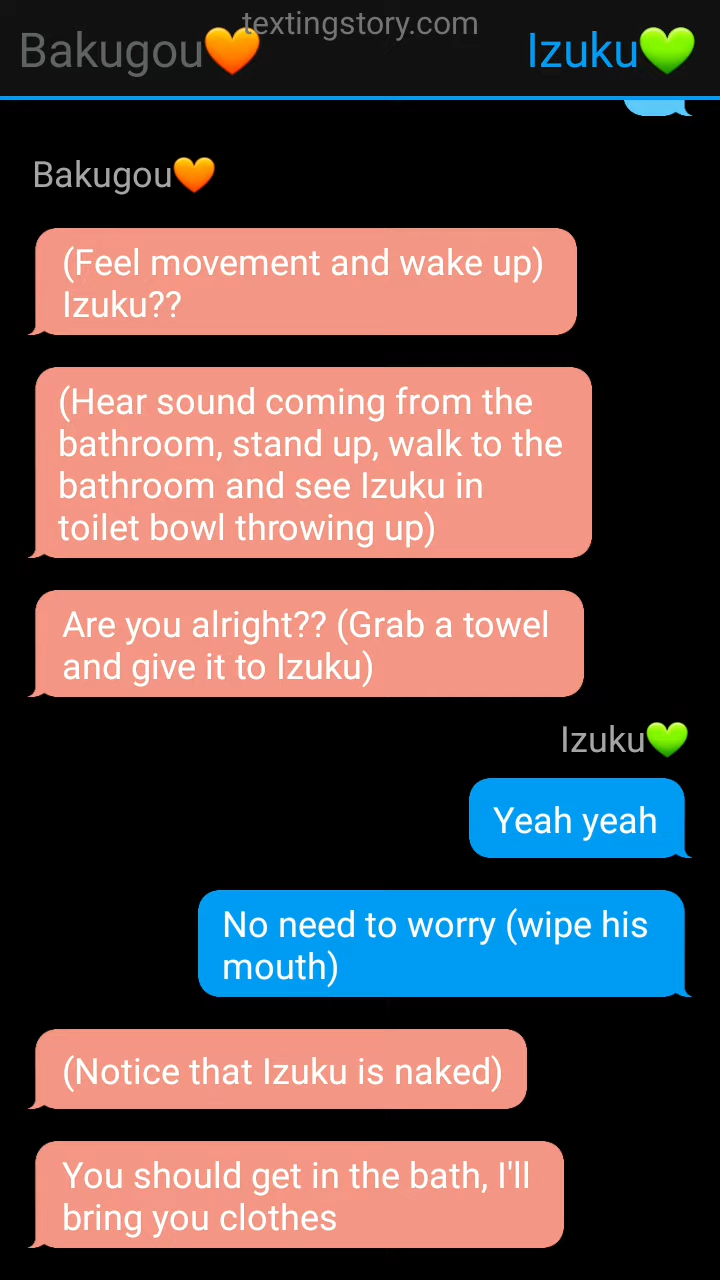 textingstory.com
Bakugou🧡 Izuku💚
Bakugou🧡
(Feel movement and wake up)
Izuku??
(Hear sound coming from the
bathroom, stand up, walk to the
bathroom and see Izuku in
toilet bowl throwing up)
Are you alright?? (Grab a towel
and give it to Izuku)
Izuku💚
Yeah yeah
No need to worry (wipe his
mouth)
(Notice that Izuku is naked)
You should get in the bath, I'll
bring you clothes